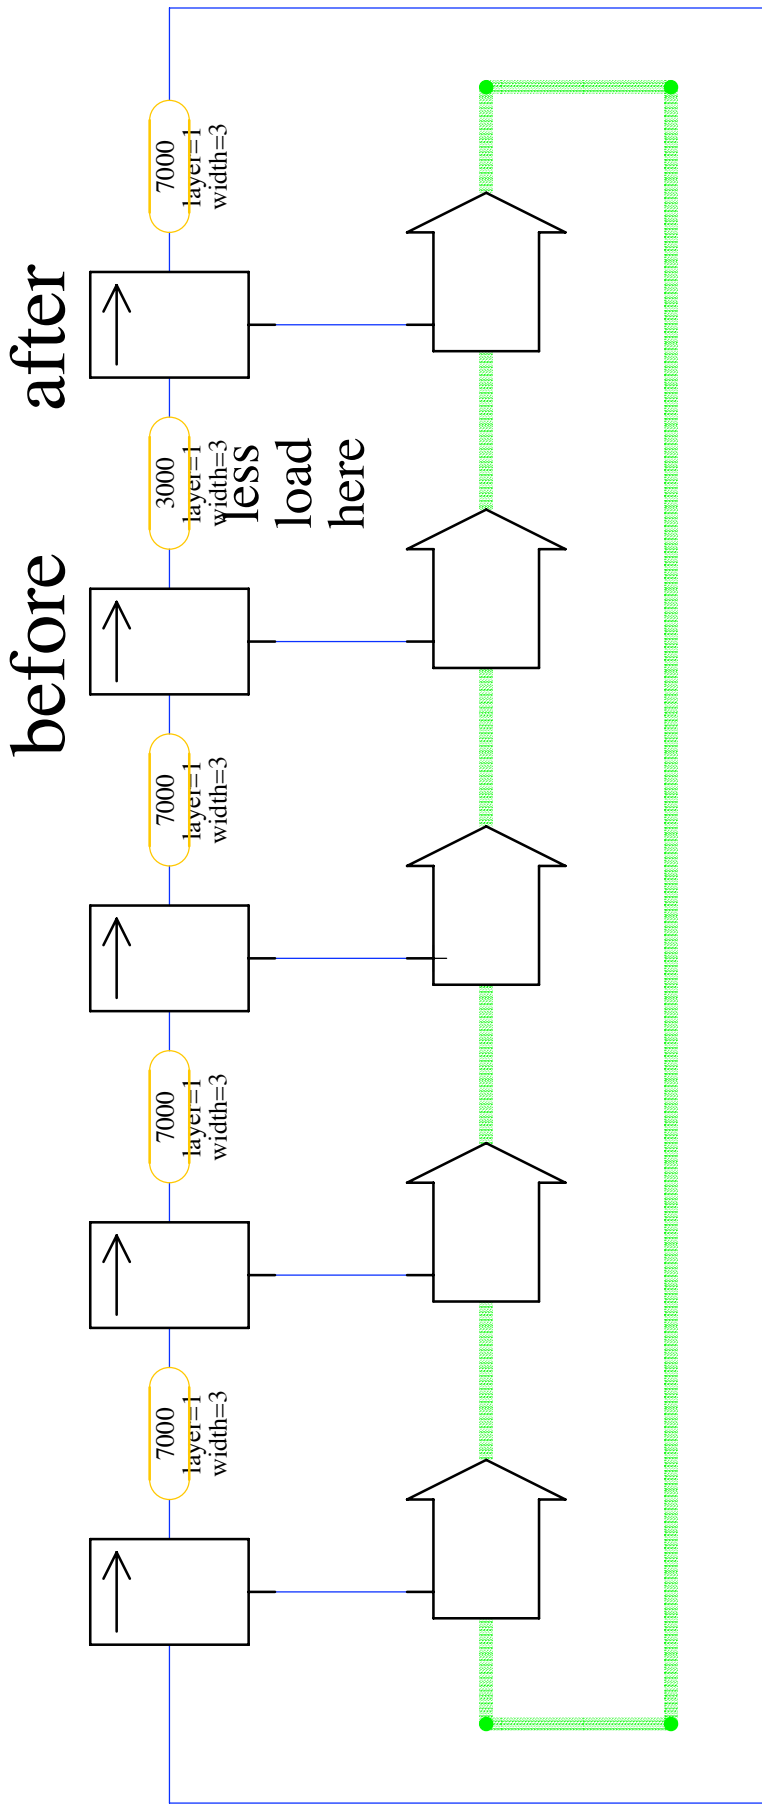 before
after
7000
layer=1
width=3
7000
layer=1
width=3
7000
layer=1
width=3
3000
layer=1
width=3
less
load
here
7000
layer=1
width=3